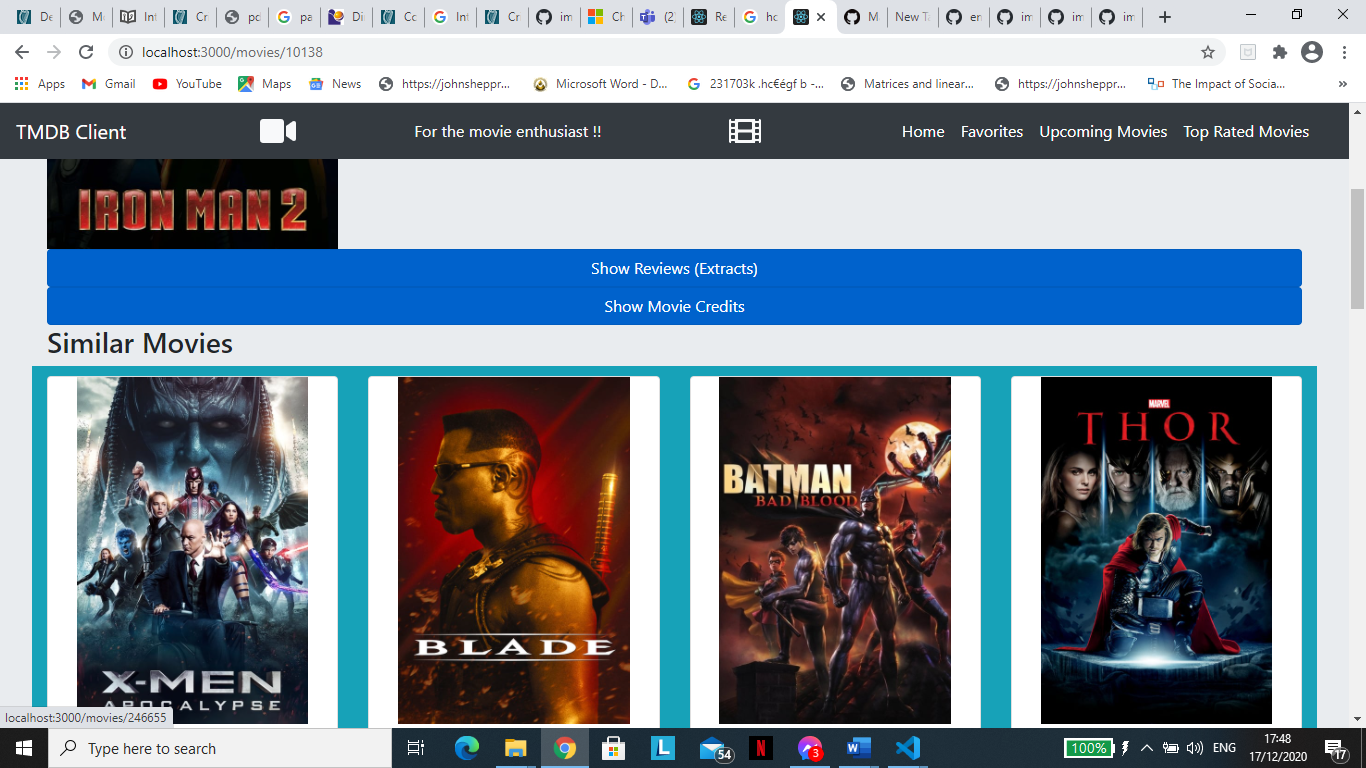 De
Mo
Int
Cr
pd
pa
Di
Cc
Int
Cr
im
Ch
(2)
Re
hc
M
New Ta
en
im
im
im
localhost:3000/movies/10138
Apps Gmail YouTube Maps News https://johnsheppr... Microsoft Word - D... 231703k .hc€égf b -... Matrices and linear... https://johnsheppr... The Impact of Socia... »
TMDB Client For the movie enthusiast !! Home Favorites Upcoming Movies Top Rated Movies
IRON MAN 2
Show Reviews (Extracts)
Show Movie Credits
Similar Movies
X-MEN
APOCALYPSE
BLADE
BATMAN
BAD BLOOD
MARVEL
THOR
localhost:3000/movies/246655
Type here to search
L
54
N
3
100%
ENG
17:48
17/12/2020
17